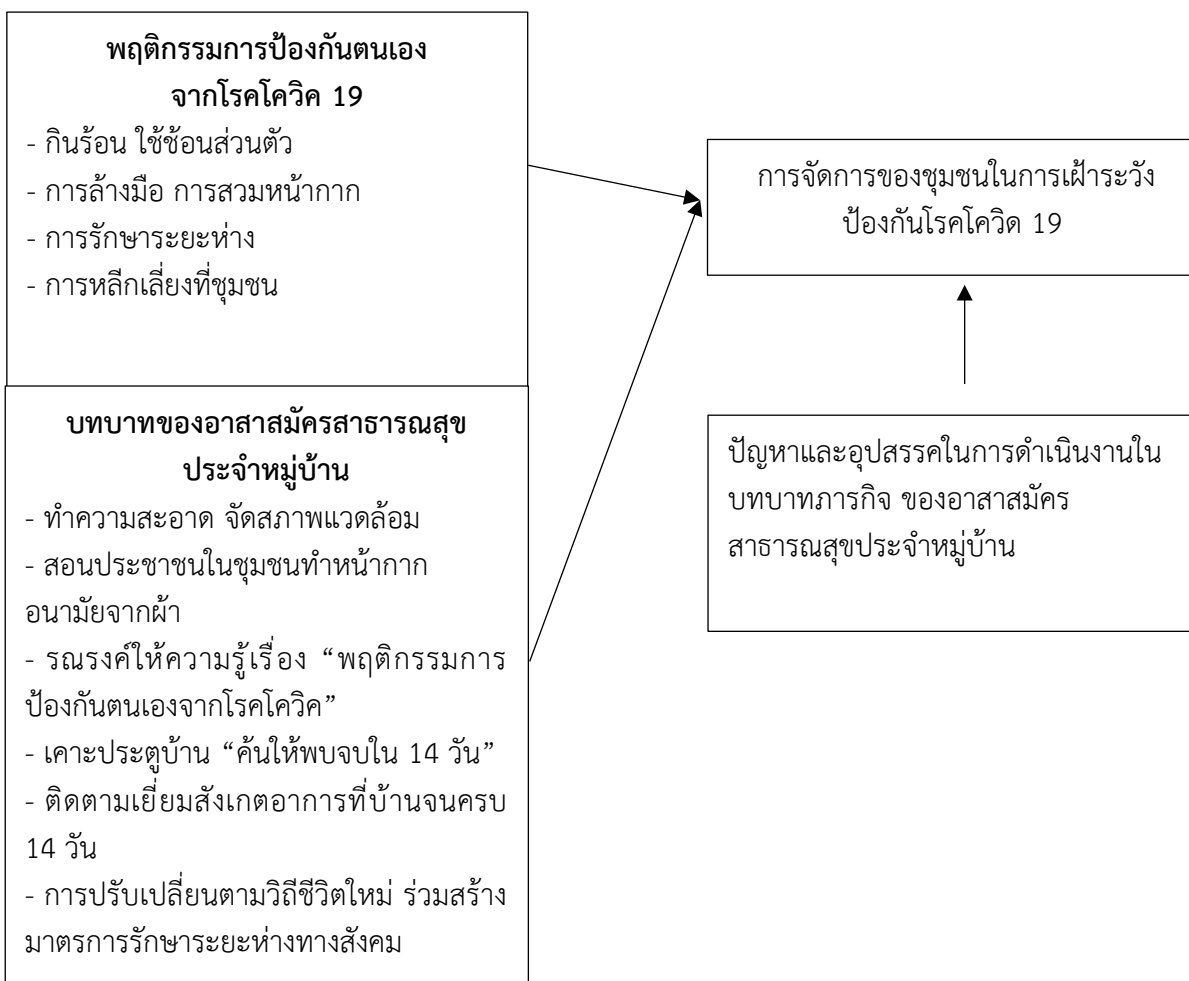 พฤติกรรมการป้องกันตนเอง
จากโรคโควิค 19
- กินร้อน ใช้ช้อนส่วนตัว
- การล้างมือ การสวมหน้ากาก
- การรักษาระยะห่าง
- การหลีกเลี่ยงที่ชุมชน
บทบาทของอาสาสมัครสาธารณสุข
ประจำหมู่บ้าน
- ทำความสะอาด จัดสภาพแวดล้อม
- สอนประชาชนในชุมชนทำหน้ากาก
อนามัยจากผ้า
- รณรงค์ให้ความรู้เรื่อง “พฤติกรรมการ
ป้องกันตนเองจากโรคโควิค”
- เคาะประตูบ้าน “ค้นให้พบจบใน 14 วัน”
- ติดตามเยี่ยมสังเกตอาการที่บ้านจนครบ
14 วัน
- การปรับเปลี่ยนตามวิถีชีวิตใหม่ ร่วมสร้าง
มาตรการรักษาระยะห่างทางสังคม
การจัดการของชุมชนในการเฝ้าระวัง
ป้องกันโรคโควิด 19
ปัญหาและอุปสรรคในการดำเนินงานใน
บทบาทภารกิจ ของอาสาสมัคร
สาธารณสุขประจำหมู่บ้าน